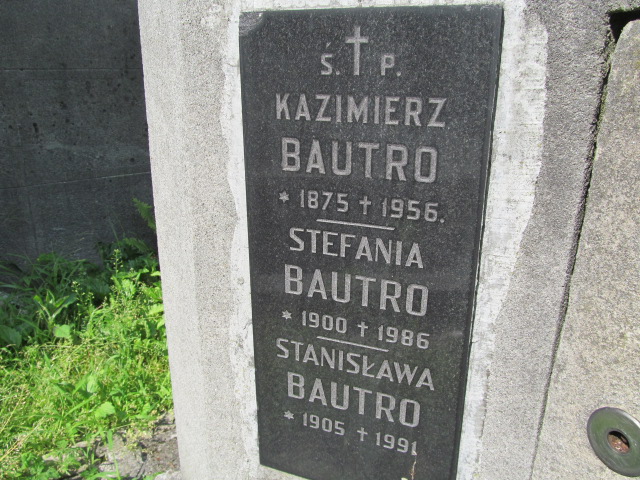 Ś. † P.
KAZIMIERZ
BAUTRO
* 1875 † 1956.
STEFANIA
BAUTRO
* 1900 † 1986
STANISŁAWA
BAUTRO
* 1905 † 1991